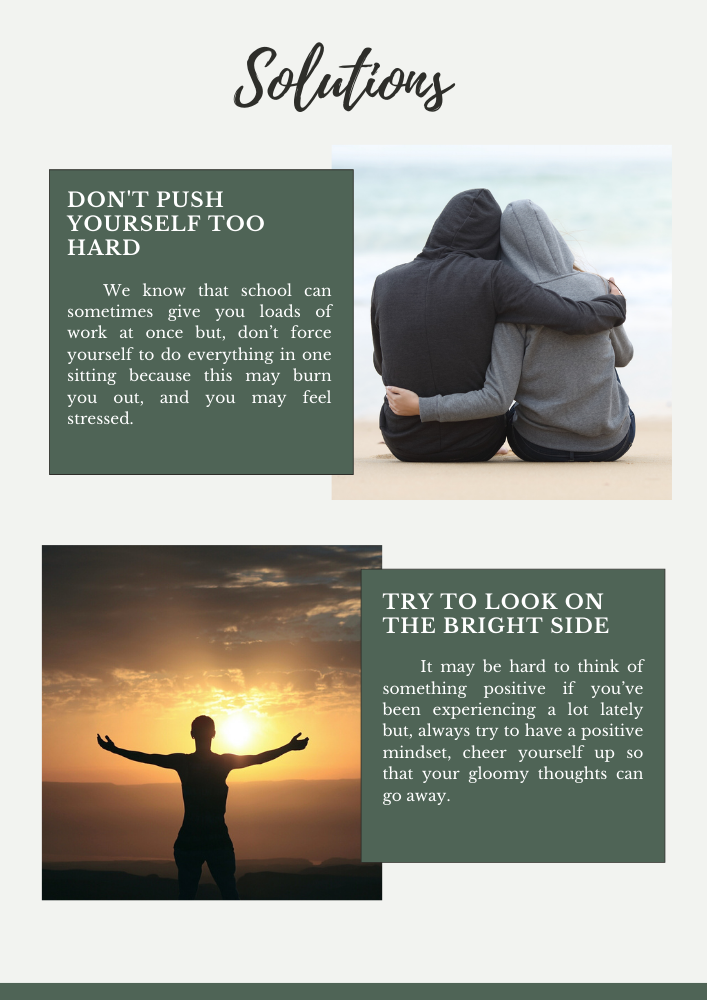 Solutions
DON'T PUSH
YOURSELF TOO
HARD
We know that school can
sometimes give you loads of
work at once but, don’t force
yourself to do everything in one
sitting because this may burn
you out, and you may feel
stressed.
TRY TO LOOK ON
THE BRIGHT SIDE
It may be hard to think of
something positive if you’ve
been experiencing a lot lately
but, always try to have a positive
mindset, cheer yourself up so
that your gloomy thoughts can
go away.